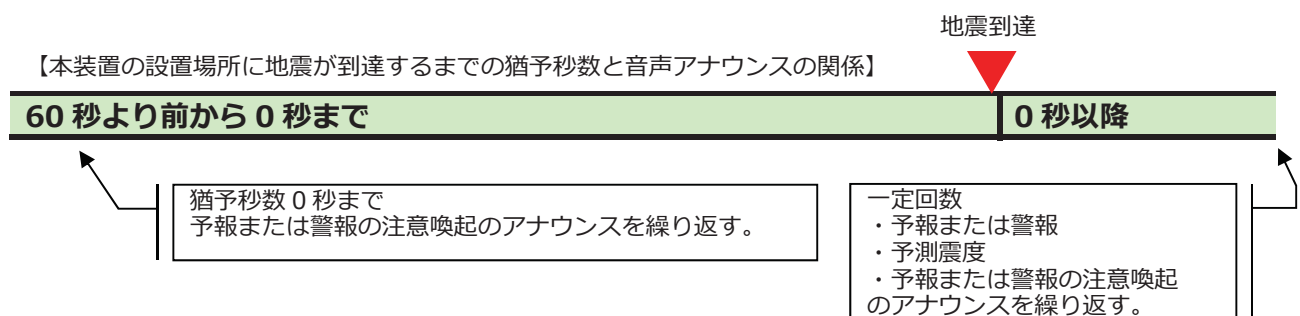 地震到達
【本装置の設置場所に地震が到達するまでの猶予秒数と音声アナウンスの関係】
60 秒より前から 0 秒まで
0 秒以降
猶予秒数 0 秒まで
予報または警報の注意喚起のアナウンスを繰り返す。
一定回数
・予報または警報
・予測震度
・予報または警報の注意喚起
のアナウンスを繰り返す。